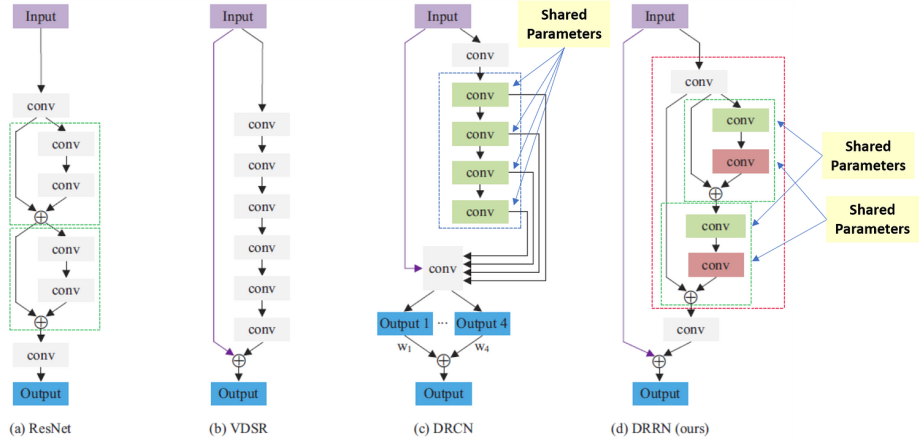 Input
conv
conv
conv
conv
conv
conv
Output
(a) ResNet
Input
conv
conv
conv
conv
conv
conv
Output
(b) VDSR
Input
Shared
Parameters
conv
conv
conv
conv
conv
conv
Output 1 ... Output 4
w1 w4
Output
(c) DRCN
Input
conv
conv
conv
conv
conv
conv
Shared
Parameters
Shared
Parameters
Output
(d) DRRN (ours)